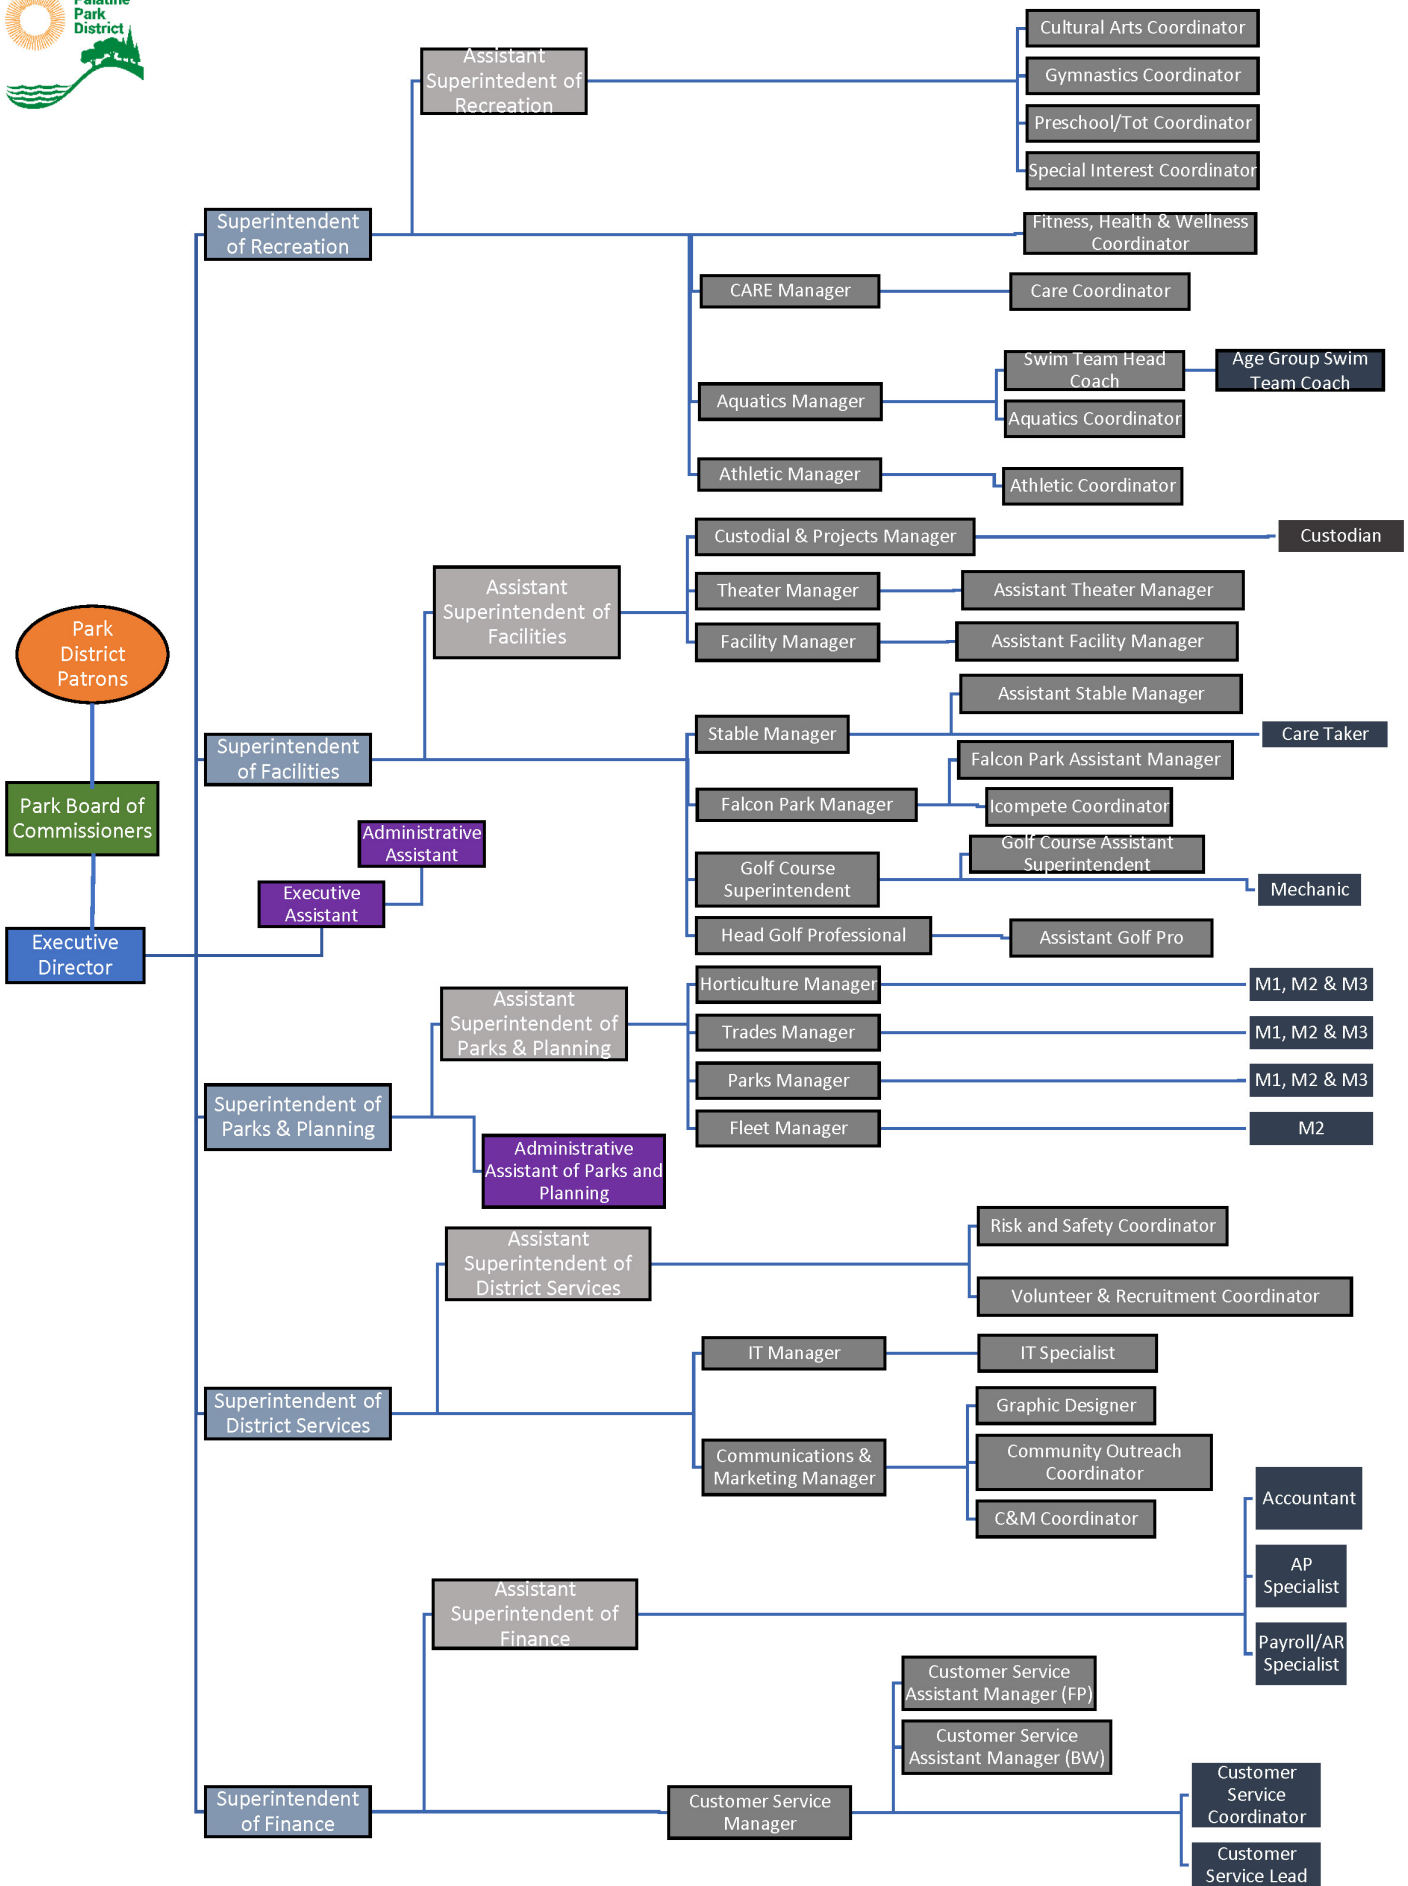 Palatine
Park
District
Cultural Arts Coordinator
Assistant
Superintedent of
Recreation
Gymnastics Coordinator
Preschool/Tot Coordinator
Special Interest Coordinator
Superintendent
of Recreation
Fitness, Health & Wellness
Coordinator
CARE Manager
Care Coordinator
Swim Team Head
Coach
Age Group Swim
Team Coach
Aquatics Manager
Aquatics Coordinator
Athletic Manager
Athletic Coordinator
Custodial & Projects Manager
Custodian
Assistant
Superintendent of
Facilities
Theater Manager
Assistant Theater Manager
Facility Manager
Assistant Facility Manager
Park
District
Patrons
Assistant Stable Manager
Superintendent
of Facilities
Stable Manager
Care Taker
Falcon Park Assistant Manager
Falcon Park Manager
Icompete Coordinator
Park Board of
Commissioners
Administrative
Assistant
Golf Course Assistant
Superintendent
Golf Course
Superintendent
Mechanic
Executive
Assistant
Head Golf Professional
Assistant Golf Pro
Executive
Director
Horticulture Manager
M1, M2 & M3
Assistant
Superintendent of
Parks & Planning
Trades Manager
M1, M2 & M3
Parks Manager
M1, M2 & M3
Superintendent of
Parks & Planning
Fleet Manager
M2
Administrative
Assistant of Parks and
Planning
Risk and Safety Coordinator
Assistant
Superintendent of
District Services
Volunteer & Recruitment Coordinator
IT Manager
IT Specialist
Superintendent of
District Services
Graphic Designer
Communications &
Marketing Manager
Community Outreach
Coordinator
C&M Coordinator
Accountant
AP
Specialist
Assistant
Superintendent of
Finance
Payroll/AR
Specialist
Customer Service
Assistant Manager (FP)
Customer Service
Assistant Manager (BW)
Superintendent
of Finance
Customer Service
Manager
Customer
Service
Coordinator
Customer
Service Lead